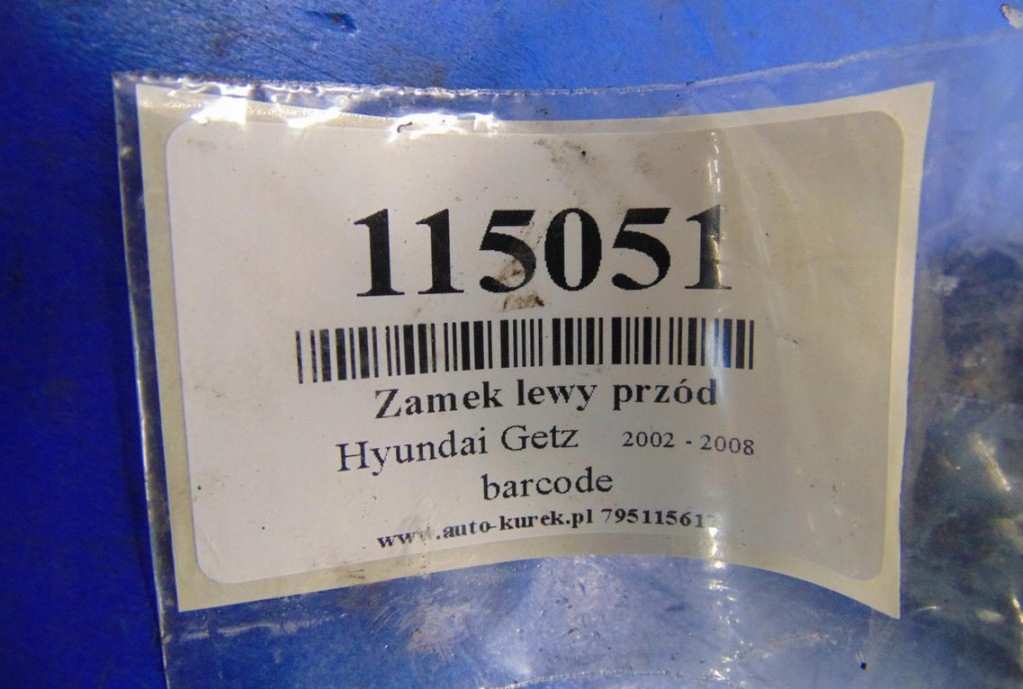 115051
Zamek lewy przód
Hyundai Getz 2002 - 2008
barcode
www.auto-kurek.pl